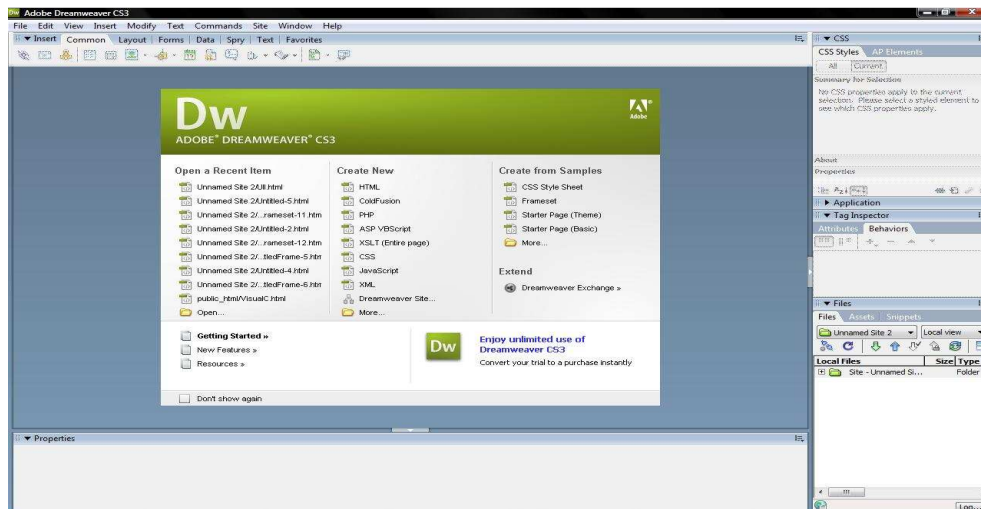 Adobe Dreamweaver CS3
File Edit View Insert Modify Text Commands Site Window Help
Insert Common Layout Forms Data Spry Text Favorites
Dw
ADOBE® DREAMWEAVER® CS3
Adobe
Open a Recent Item
Unnamed Site 2/Ull.html
Unnamed Site 2/Untitled-5.html
Unnamed Site 2/...rameset-11.htm
Unnamed Site 2/Untitled-2.html
Unnamed Site 2/...rameset-12.htm
Unnamed Site 2/...tledFrame-5.htm
Unnamed Site 2/Untitled-4.html
Unnamed Site 2/...tledFrame-6.htm
public_html/VisualC.html
Open...
Create New
HTML
ColdFusion
PHP
ASP VBScript
XSLT (Entire page)
CSS
JavaScript
XML
Dreamweaver Site...
More...
Create from Samples
CSS Style Sheet
Frameset
Starter Page (Theme)
Starter Page (Basic)
More...
Extend
Dreamweaver Exchange »
Getting Started »
New Features »
Resources »
Dw
Enjoy unlimited use of
Dreamweaver CS3
Convert your trial to a purchase instantly
Don't show again
Properties
CSS
CSS Styles AP Elements
All Current
Summary for Selection
No CSS properties apply to the current
selection. Please select a styled element to
see which CSS properties apply.
About
Properties
Application
Tag Inspector
Attributes Behaviors
Files
Files Assets Snippets
Unnamed Site 2 Local view
Local Files Size Type
Site - Unnamed Si... Folder